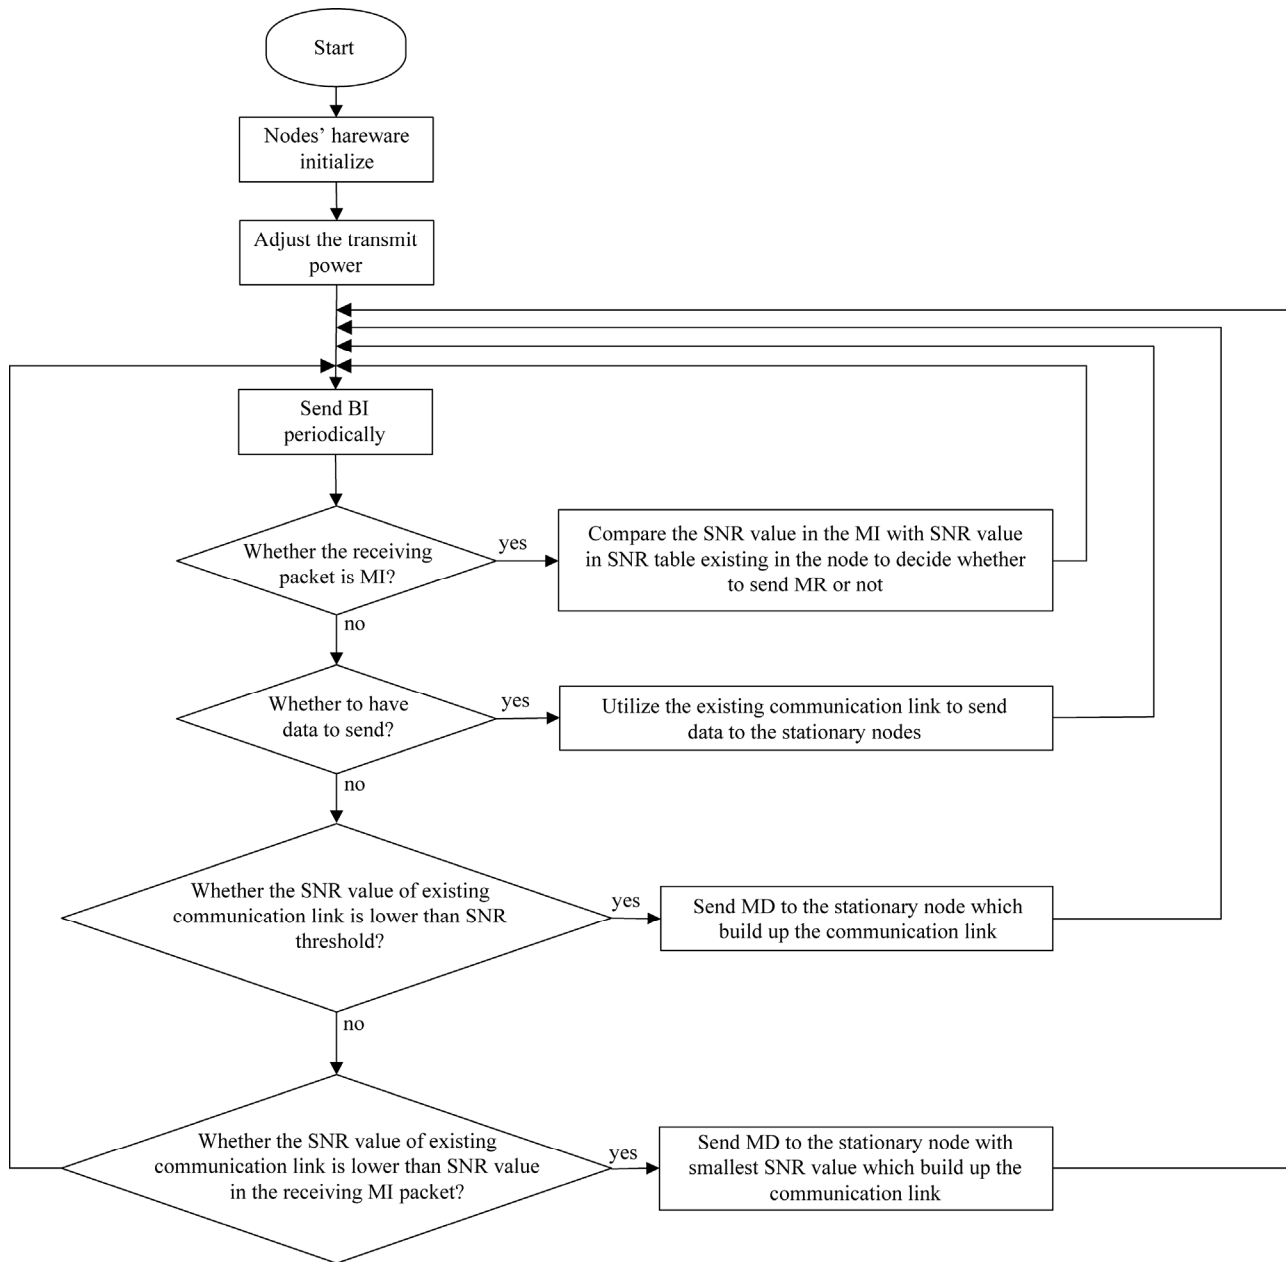 Start
Nodes’ hareware
initialize
Adjust the transmit
power
Send BI
periodically
Whether the receiving
packet is MI?
yes
Compare the SNR value in the MI with SNR value
in SNR table existing in the node to decide whether
to send MR or not
no
Whether to have
data to send?
yes
Utilize the existing communication link to send
data to the stationary nodes
no
Whether the SNR value of existing
communication link is lower than SNR
threshold?
yes
Send MD to the stationary node which
build up the communication link
no
Whether the SNR value of existing
communication link is lower than SNR value
in the receiving MI packet?
yes
Send MD to the stationary node with
smallest SNR value which build up the
communication link